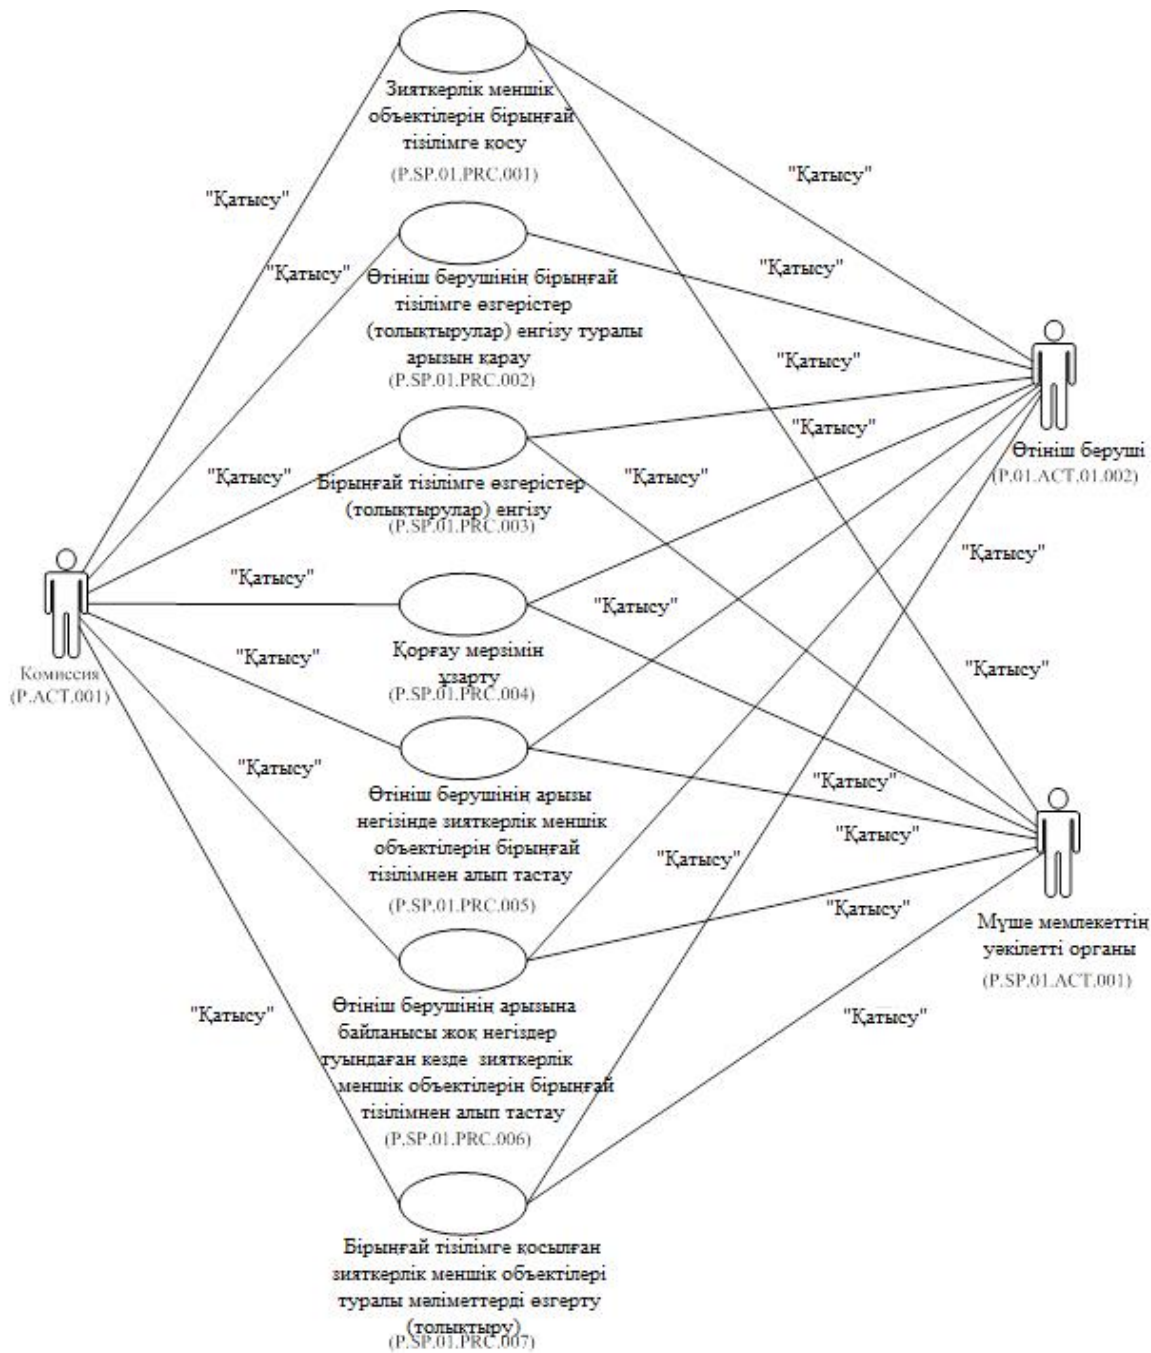 Зияткерлік меншік
объектілерін бірыңғай
тізілімге қосу
(P.SP.01.PRC.001)
"Қатысу"
"Қатысу"
"Қатысу"
"Қатысу"
Өтініш берушінің бірыңғай
тізілімге өзгерістер
(толықтырулар) енгізу туралы
арызын қарау
(P.SP.01.PRC.002)
"Қатысу"
"Қатысу"
Өтініш беруші
(P.01.ACT.01.002)
"Қатысу"
"Қатысу"
Бірыңғай тізілімге өзгерістер
(толықтырулар) енгізу
(P.SP.01.PRC.003)
"Қатысу"
"Қатысу"
"Қатысу"
Қорғау мерзімін
ұзарту
(P.SP.01.PRC.004)
"Қатысу"
"Қатысу"
Комиссия
(P.ACT.001)
"Қатысу"
"Қатысу"
Өтініш берушінің арызы
негізінде зияткерлік меншік
объектілерін бірыңғай
тізілімнен алып тастау
(P.SP.01.PRC.005)
"Қатысу"
"Қатысу"
"Қатысу"
Мүше мемлекеттің
уәкілетті органы
(P.SP.01.ACT.001)
Өтініш берушінің арызына
байланысы жоқ негіздер
туындаған кезде зияткерлік
меншік объектілерін бірыңғай
тізілімнен алып тастау
(P.SP.01.PRC.006)
"Қатысу"
"Қатысу"
Бірыңғай тізілімге қосылған
зияткерлік меншік объектілері
туралы мәліметтерді өзгерту
(толықтыру)
(P.SP.01.PRC.007)